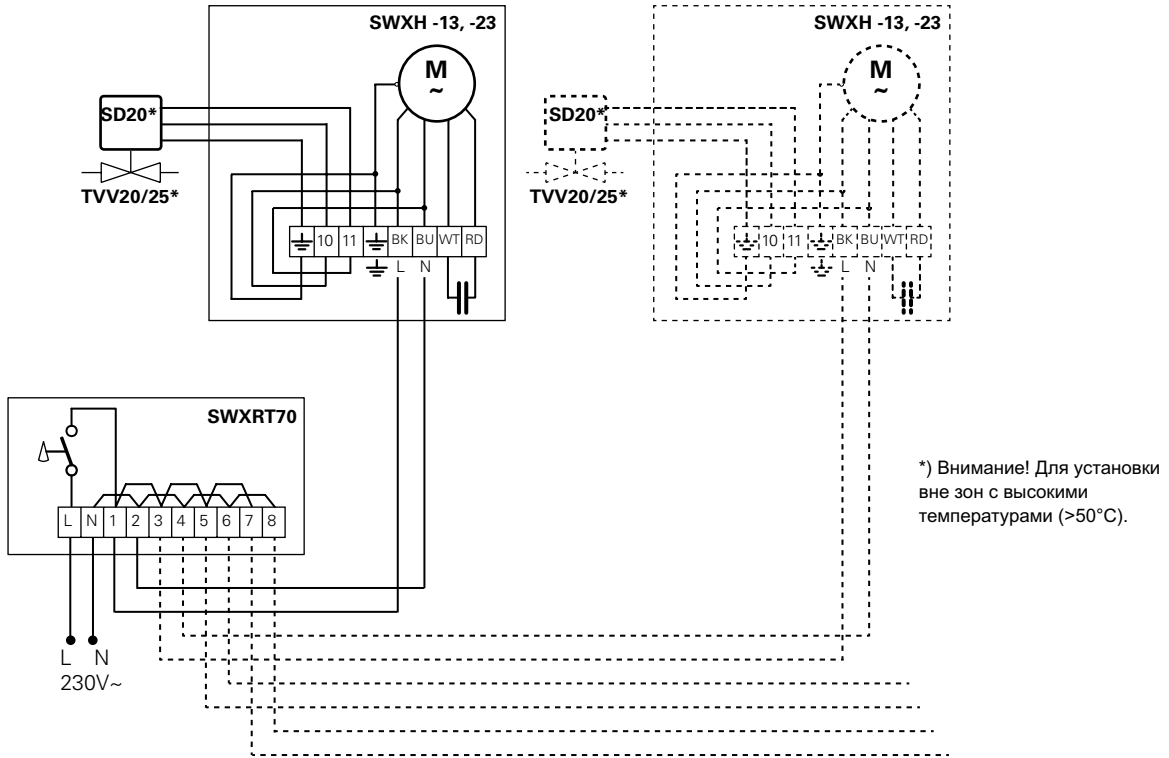 SWXH -13, -23
M
~
SD20*
TVV20/25*
10 11 BK BU WT RD
L N
SWXH -13, -23
M
~
SD20*
TVV20/25*
10 11 BK BU WT RD
L N
SWXRT70
L N 1 2 3 4 5 6 7 8
L N
230V~
*) Внимание! Для установки
вне зон с высокими
температурами (>50°C).